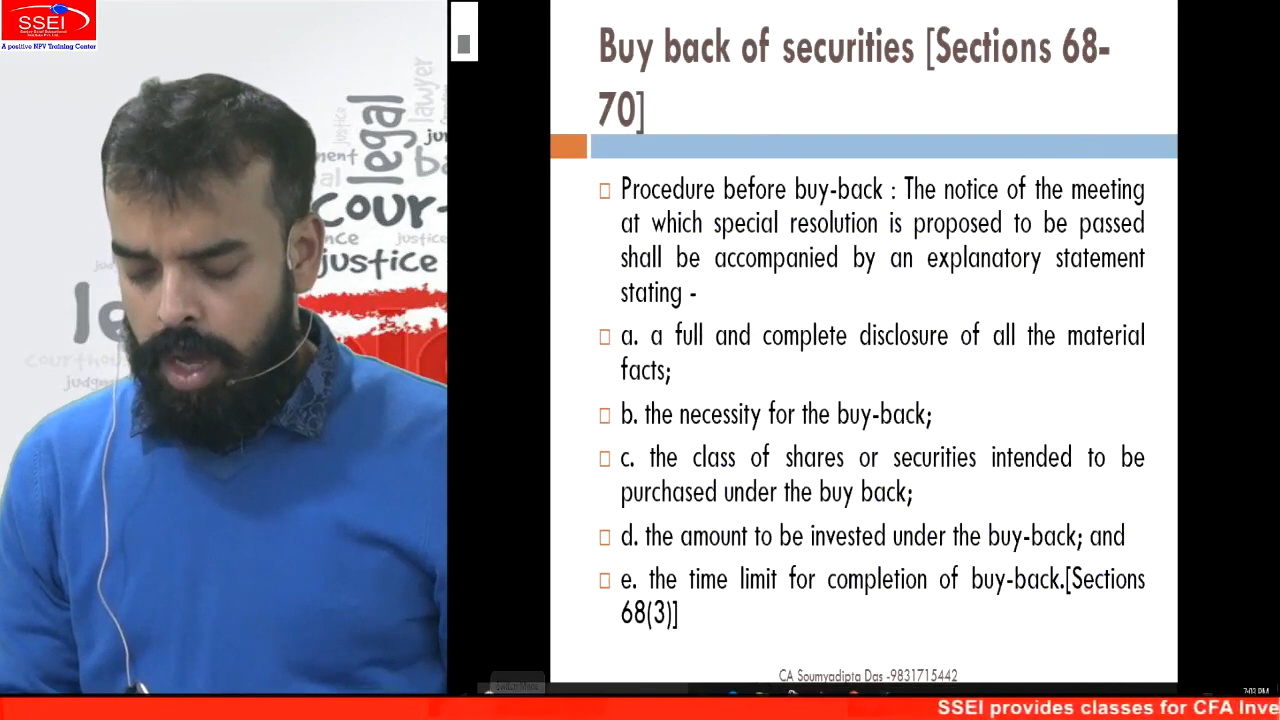 SSEI
A positive NPV Training Center
legal
lawyer
justice
cour
justice
justice
Buy back of securities [Sections 68-
70]
Procedure before buy-back : The notice of the meeting
at which special resolution is proposed to be passed
shall be accompanied by an explanatory statement
stating -
a. a full and complete disclosure of all the material
facts;
b. the necessity for the buy-back;
c. the class of shares or securities intended to be
purchased under the buy back;
d. the amount to be invested under the buy-back; and
e. the time limit for completion of buy-back.[Sections
68(3)]
CA Soumyadipta Das -9831715442
7:03 PM
SSEI provides classes for CFA Inve